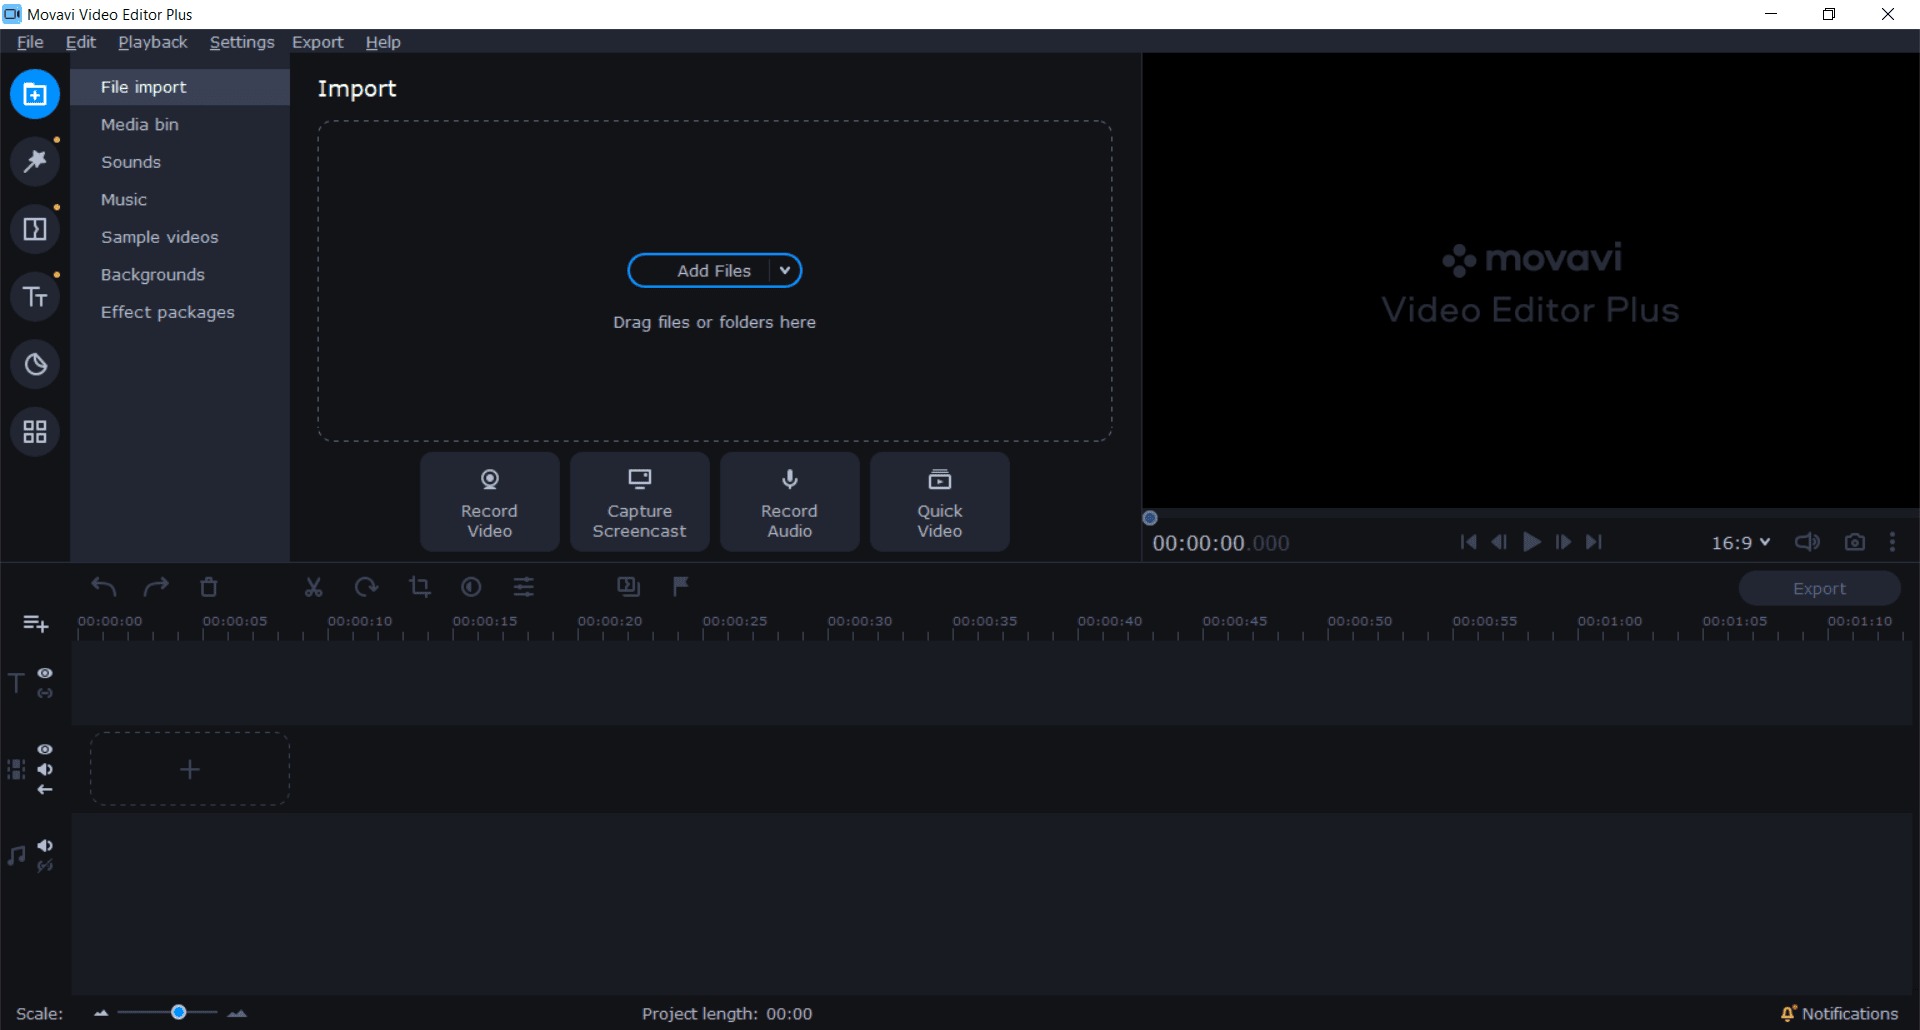 Movavi Video Editor Plus
File Edit Playback Settings Export Help
File import
Media bin
Sounds
Music
Sample videos
Backgrounds
Effect packages
Import
Add Files
Drag files or folders here
Record
Video
Capture
Screencast
Record
Audio
Quick
Video
movavi
Video Editor Plus
00:00:00.000
16:9
Export
00:00:00 00:00:05 00:00:10 00:00:15 00:00:20 00:00:25 00:00:30 00:00:35 00:00:40 00:00:45 00:00:50 00:00:55 00:01:00 00:01:05 00:01:10
Scale:
Project length: 00:00
Notifications